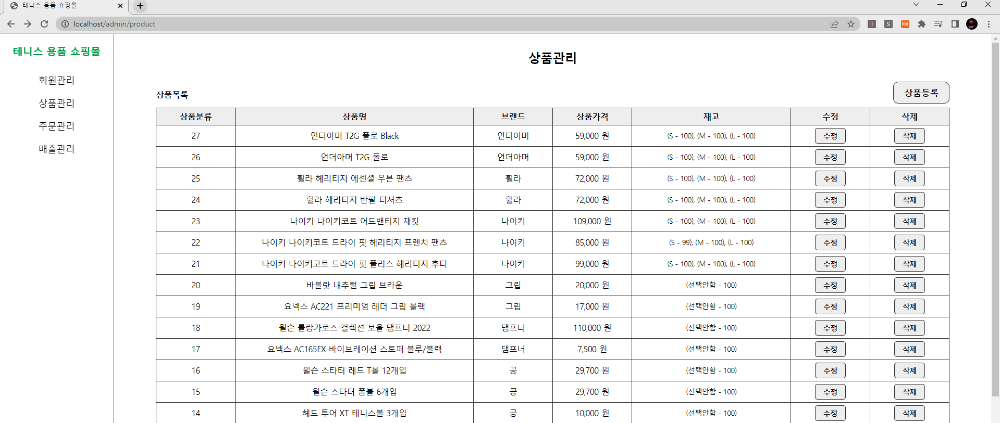 테니스 용품 쇼핑몰
localhost/admin/product
테니스 용품 쇼핑몰
회원관리
상품관리
주문관리
매출관리
상품관리
상품목록
상품등록
상품분류 상품명 브랜드 상품가격 재고 수정 삭제
27 언더아머 T2G 폴로 Black 언더아머 59,000 원 (S - 100), (M - 100), (L - 100) 수정 삭제
26 언더아머 T2G 폴로 언더아머 59,000 원 (S - 100), (M - 100), (L - 100) 수정 삭제
25 휠라 헤리티지 에센셜 우븐 팬츠 휠라 72,000 원 (S - 100), (M - 100), (L - 100) 수정 삭제
24 휠라 헤리티지 반팔 티셔츠 휠라 72,000 원 (S - 100), (M - 100), (L - 100) 수정 삭제
23 나이키 나이키코트 어드밴티지 재킷 나이키 109,000 원 (S - 100), (M - 100), (L - 100) 수정 삭제
22 나이키 나이키코트 드라이 핏 헤리티지 프렌치 팬츠 나이키 85,000 원 (S - 99), (M - 100), (L - 100) 수정 삭제
21 나이키 나이키코트 드라이 핏 플리스 헤리티지 후디 나이키 99,000 원 (S - 100), (M - 100), (L - 100) 수정 삭제
20 바볼랏 내추럴 그립 브라운 그립 20,000 원 (선택안함 - 100) 수정 삭제
19 요넥스 AC221 프리미엄 레더 그립 블랙 그립 17,000 원 (선택안함 - 100) 수정 삭제
18 윌슨 롤랑가로스 컬렉션 보울 댐프너 2022 댐프너 110,000 원 (선택안함 - 100) 수정 삭제
17 요넥스 AC165EX 바이브레이션 스토퍼 블루/블랙 댐프너 7,500 원 (선택안함 - 100) 수정 삭제
16 윌슨 스타터 레드 T볼 12개입 공 29,700 원 (선택안함 - 100) 수정 삭제
15 윌슨 스타터 폼볼 6개입 공 29,700 원 (선택안함 - 100) 수정 삭제
14 헤드 투어 XT 테니스볼 3개입 공 10,000 원 (선택안함 - 100) 수정 삭제